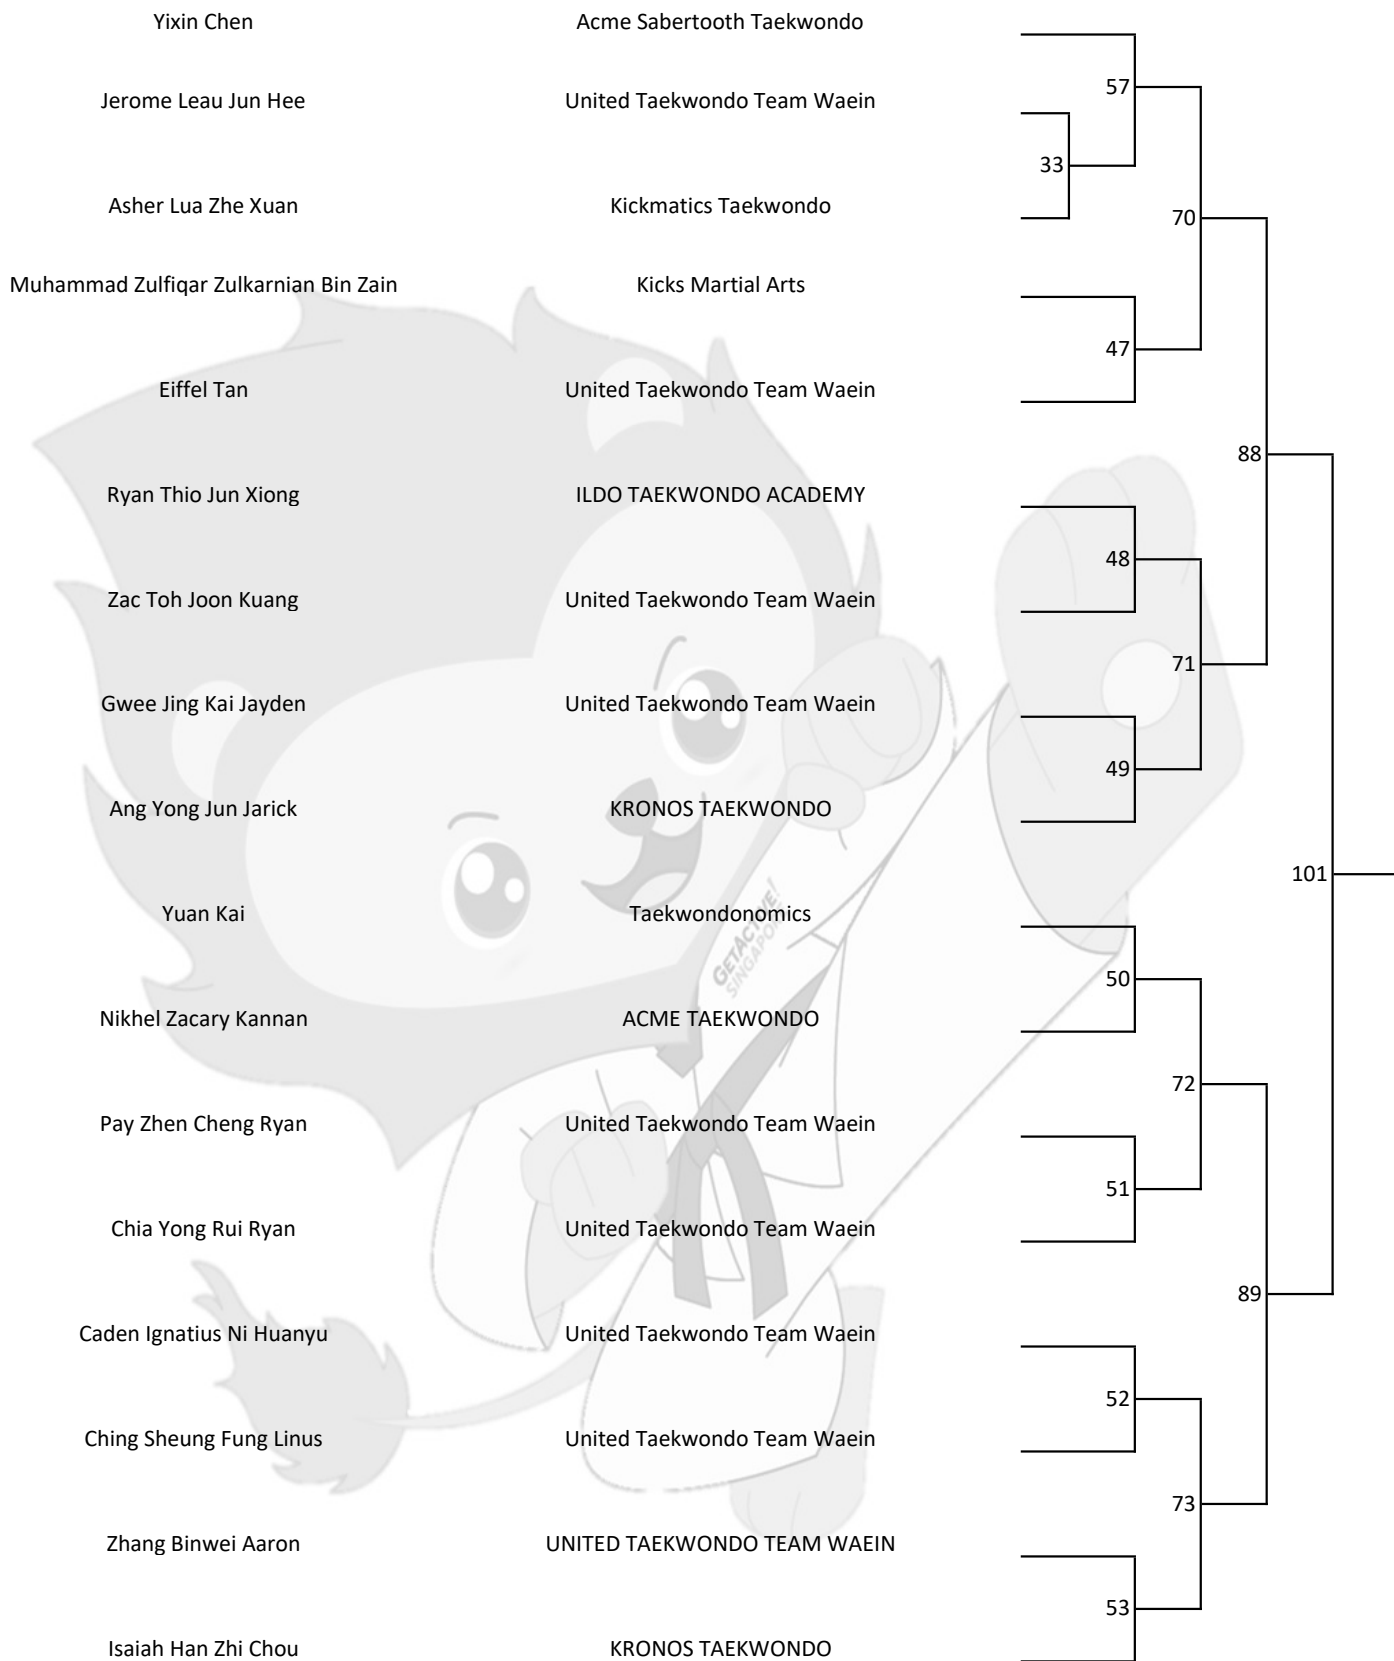 Yixin Chen Acme Sabertooth Taekwondo
57
Jerome Leau Jun Hee United Taekwondo Team Waein
33
Asher Lua Zhe Xuan Kickmatics Taekwondo
70
Muhammad Zulfiqar Zulkarnian Bin Zain Kicks Martial Arts
47
Eiffel Tan United Taekwondo Team Waein
88
Ryan Thio Jun Xiong ILDO TAEKWONDO ACADEMY
48
Zac Toh Joon Kuang United Taekwondo Team Waein
71
Gwee Jing Kai Jayden United Taekwondo Team Waein
49
Ang Yong Jun Jarick KRONOS TAEKWONDO
101
Yuan Kai Taekwondonomics
GETACTIVE!
SINGAPORE
50
Nikhel Zacary Kannan ACME TAEKWONDO
72
Pay Zhen Cheng Ryan United Taekwondo Team Waein
51
Chia Yong Rui Ryan United Taekwondo Team Waein
89
Caden Ignatius Ni Huanyu United Taekwondo Team Waein
52
Ching Sheung Fung Linus United Taekwondo Team Waein
73
Zhang Binwei Aaron UNITED TAEKWONDO TEAM WAEIN
53
Isaiah Han Zhi Chou KRONOS TAEKWONDO